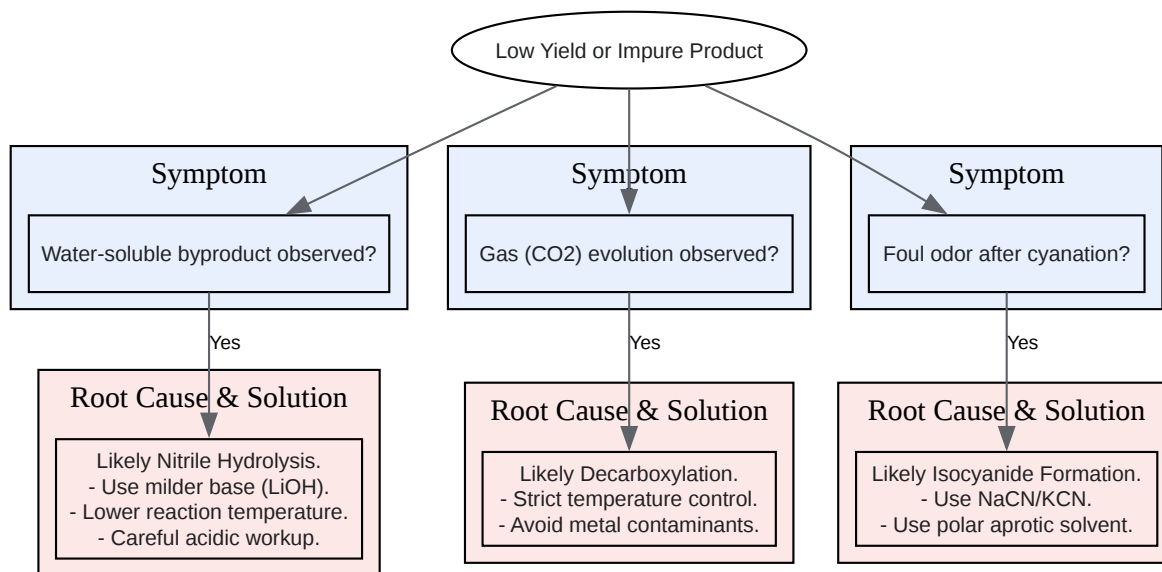 Low Yield or Impure Product
Symptom
Water-soluble byproduct observed?
Yes
Root Cause & Solution
Likely Nitrile Hydrolysis.
- Use milder base (LiOH).
- Lower reaction temperature.
- Careful acidic workup.
Symptom
Gas (CO2) evolution observed?
Yes
Root Cause & Solution
Likely Decarboxylation.
- Strict temperature control.
- Avoid metal contaminants.
Symptom
Foul odor after cyanation?
Yes
Root Cause & Solution
Likely Isocyanide Formation.
- Use NaCN/KCN.
- Use polar aprotic solvent.